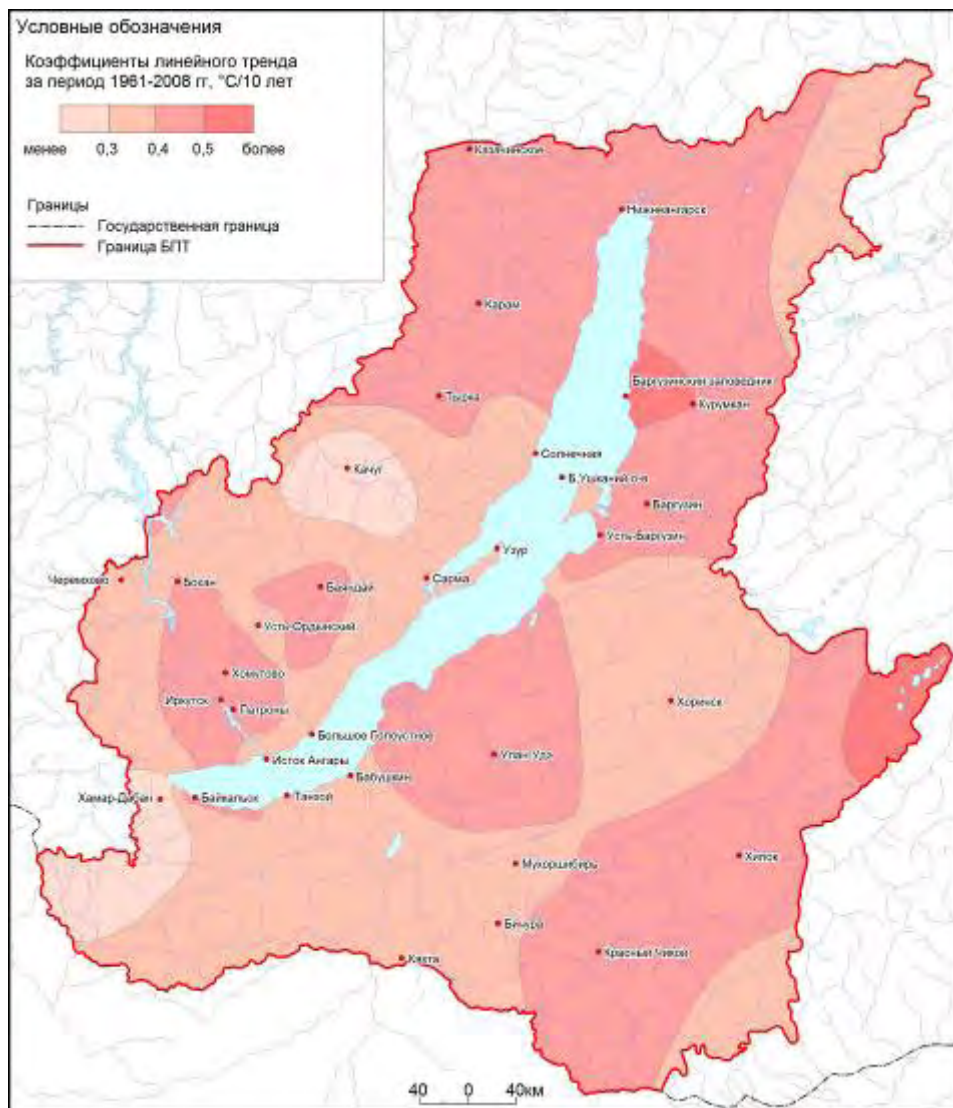 Условные обозначения
Коэффициенты линейного тренда
за период 1961-2008 гг, °С/10 лет
менее 0,3 0,4 0,5 более
Границы
Государственная граница
Граница БПТ
Нижнеангарск
Карам
Баргузинский заповедник
Тырка
Курумкан
Солнечная
Качуг
Б.Ушканий о-в
Баргузин
Усть-Баргузин
Узур
Черемхово
Бохан
Баяндай
Сарма
Усть-Ордынский
Хомутово
Иркутск
Патроны
Хоринск
Большое Голоустное
Исток Ангары
Улан-Удэ
Бабушкин
Хамар-Дабан
Байкальск
Танхой
Мухоршибирь
Хилок
Бичура
Красный Чикой
Кяхта
40 0 40км